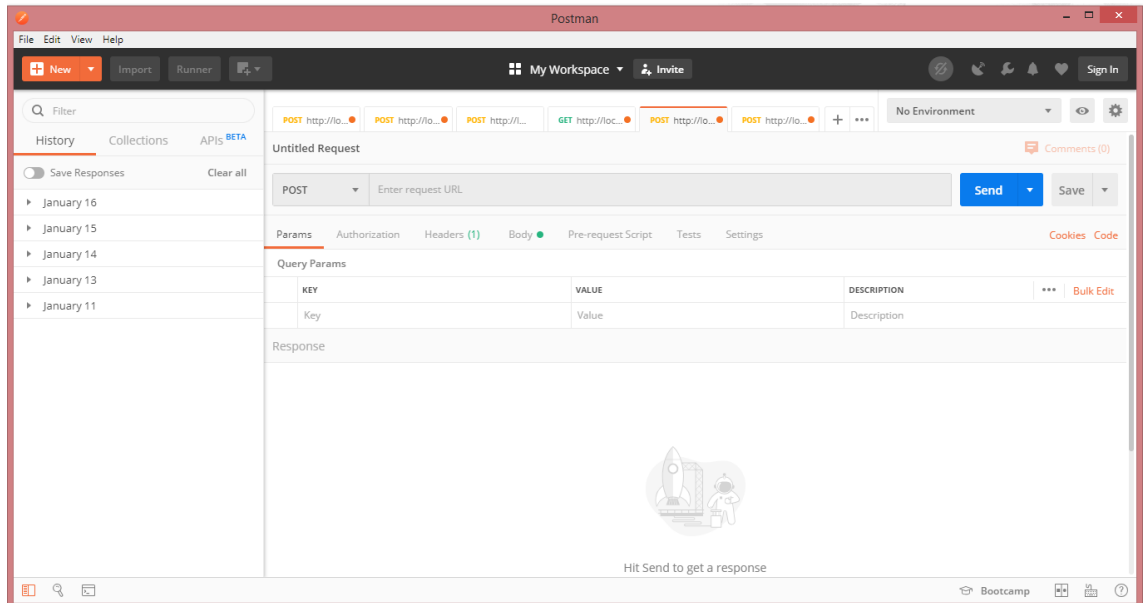 Postman
File Edit View Help
New Import Runner My Workspace Invite Sign In
Filter
History Collections APIs BETA
Save Responses Clear all
January 16
January 15
January 14
January 13
January 11
POST http://lo... POST http://lo... POST http://l... GET http://loc... POST http://lo... POST http://lo... + ••• No Environment
Untitled Request Comments (0)
POST Enter request URL Send Save
Params Authorization Headers (1) Body Pre-request Script Tests Settings Cookies Code
Query Params
KEY VALUE DESCRIPTION ••• Bulk Edit
Key Value Description
Response
Hit Send to get a response
Bootcamp